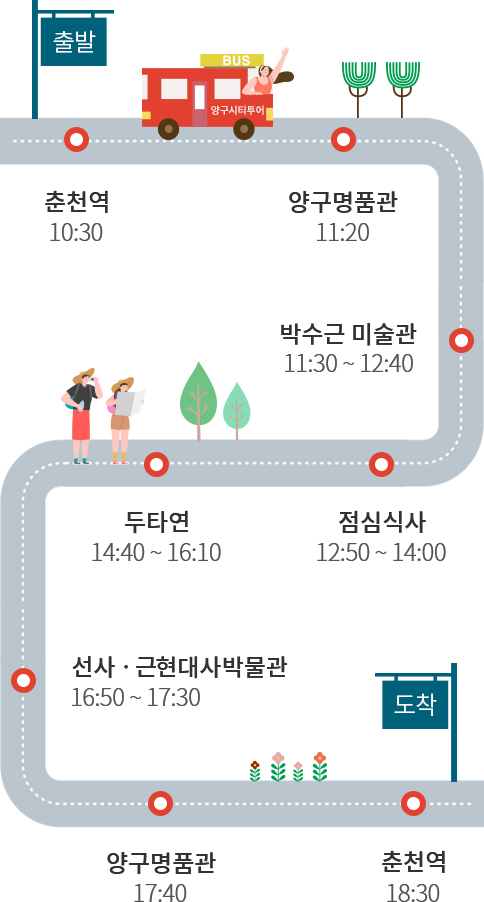 출발
BUS
양구시티투어
춘천역
10:30
양구명품관
11:20
박수근 미술관
11:30 ~ 12:40
두타연
14:40 ~ 16:10
점심식사
12:50 ~ 14:00
선사 · 근현대사박물관
16:50 ~ 17:30
도착
양구명품관
17:40
춘천역
18:30